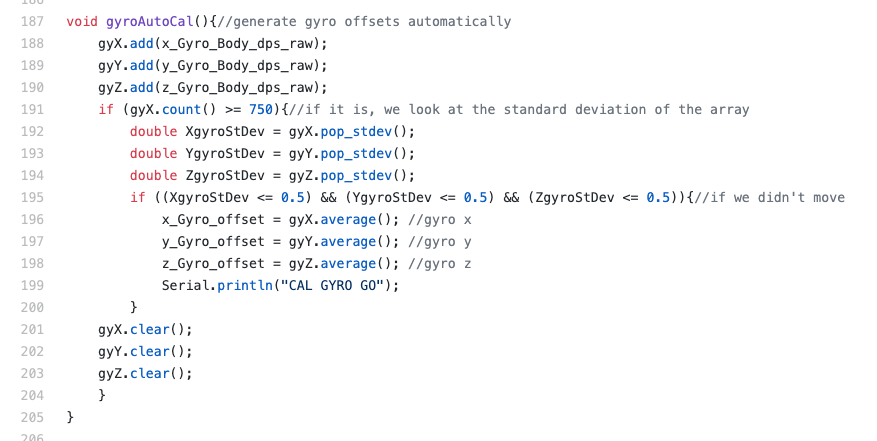 187 void gyroAutoCal(){//generate gyro offsets automatically
188 gyX.add(x_Gyro_Body_dps_raw);
189 gyY.add(y_Gyro_Body_dps_raw);
190 gyZ.add(z_Gyro_Body_dps_raw);
191 if (gyX.count() >= 750){//if it is, we look at the standard deviation of the array
192 double XgyroStDev = gyX.pop_stdev();
193 double YgyroStDev = gyY.pop_stdev();
194 double ZgyroStDev = gyZ.pop_stdev();
195 if ((XgyroStDev <= 0.5) && (YgyroStDev <= 0.5) && (ZgyroStDev <= 0.5)){//if we didn't move
196 x_Gyro_offset = gyX.average(); //gyro x
197 y_Gyro_offset = gyY.average(); //gyro y
198 z_Gyro_offset = gyZ.average(); //gyro z
199 Serial.println("CAL GYRO GO");
200 }
201 gyX.clear();
202 gyY.clear();
203 gyZ.clear();
204 }
205 }
206